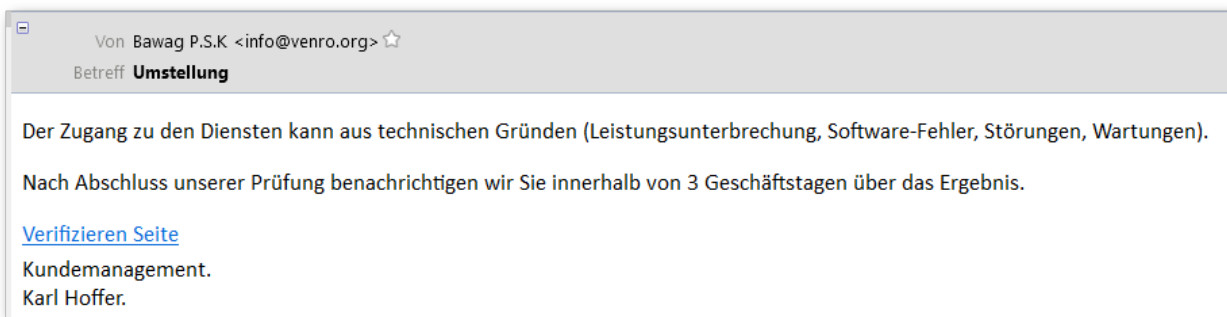 Von Bawag P.S.K <info@venro.org>
Betreff Umstellung
Der Zugang zu den Diensten kann aus technischen Gründen (Leistungsunterbrechung, Software-Fehler, Störungen, Wartungen).
Nach Abschluss unserer Prüfung benachrichtigen wir Sie innerhalb von 3 Geschäftstagen über das Ergebnis.
Verifizieren Seite
Kundemanagement.
Karl Hoffer.